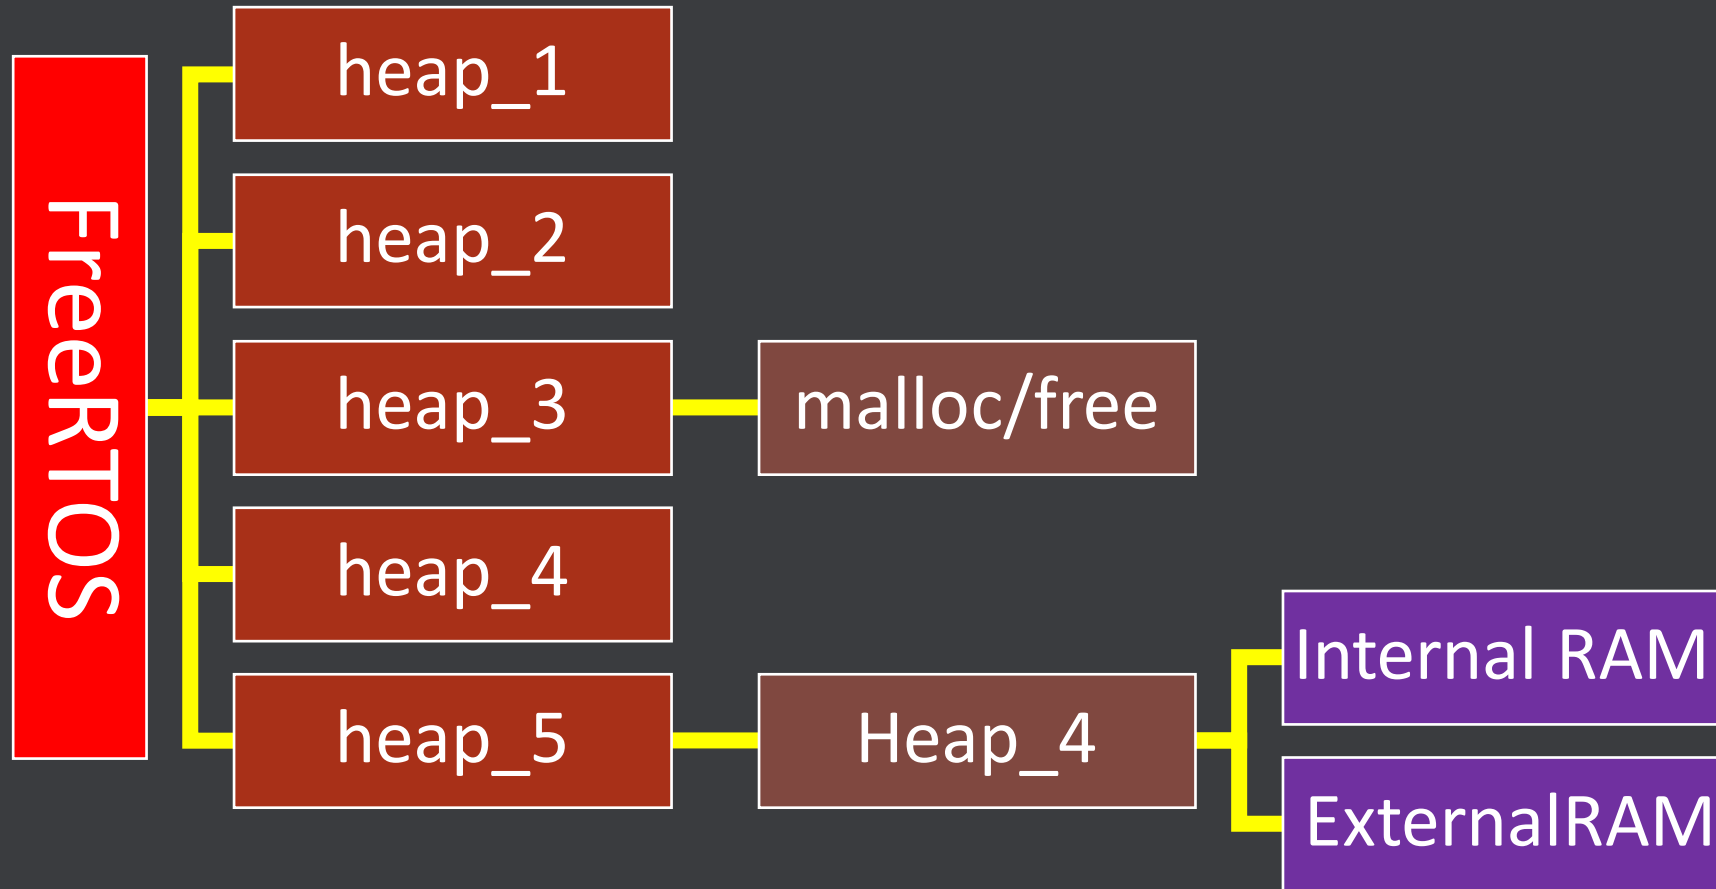 FreeRTOS
heap_1
heap_2
heap_3
malloc/free
heap_4
heap_5
Heap_4
Internal RAM
ExternalRAM